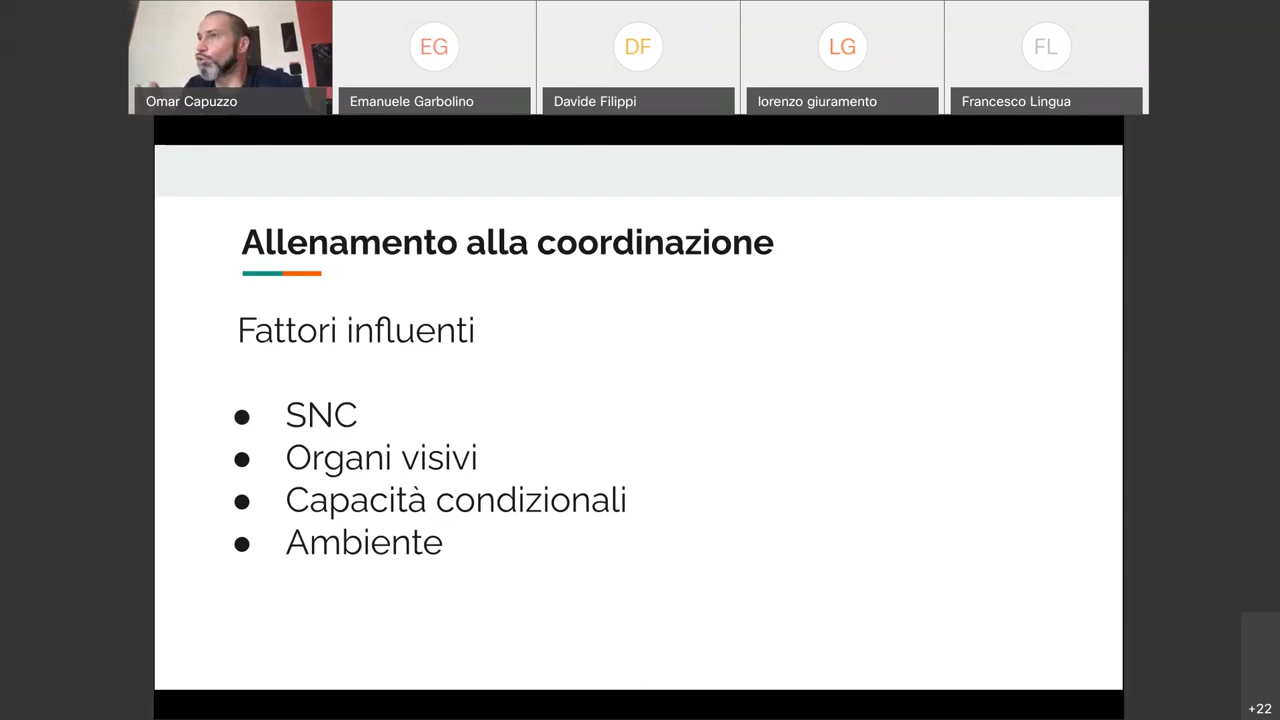 EG
DF
LG
FL
Omar Capuzzo
Emanuele Garbolino
Davide Filippi
lorenzo giuramento
Francesco Lingua
Allenamento alla coordinazione
Fattori influenti
● SNC
● Organi visivi
● Capacità condizionali
● Ambiente
+22